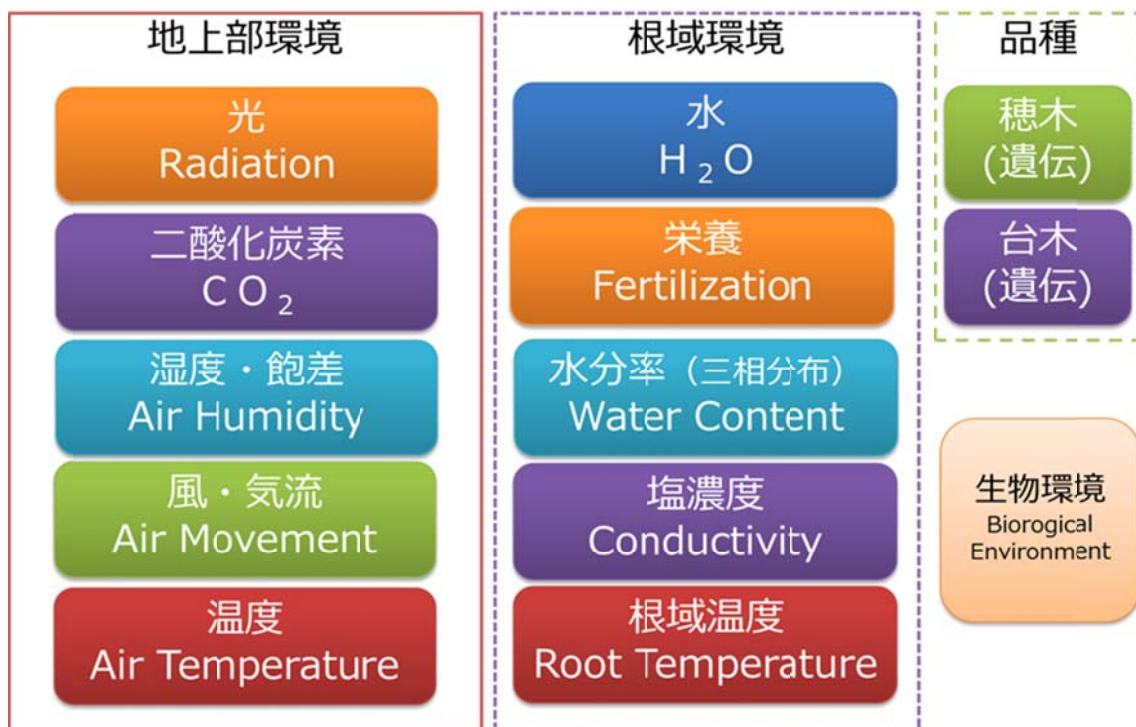 地上部環境
光
Radiation
二酸化炭素
CO₂
湿度・飽差
Air Humidity
風・気流
Air Movement
温度
Air Temperature
根域環境
水
H₂O
栄養
Fertilization
水分率（三相分布）
Water Content
塩濃度
Conductivity
根域温度
Root Temperature
品種
穂木
(遺伝)
台木
(遺伝)
生物環境
Biorogical
Environment